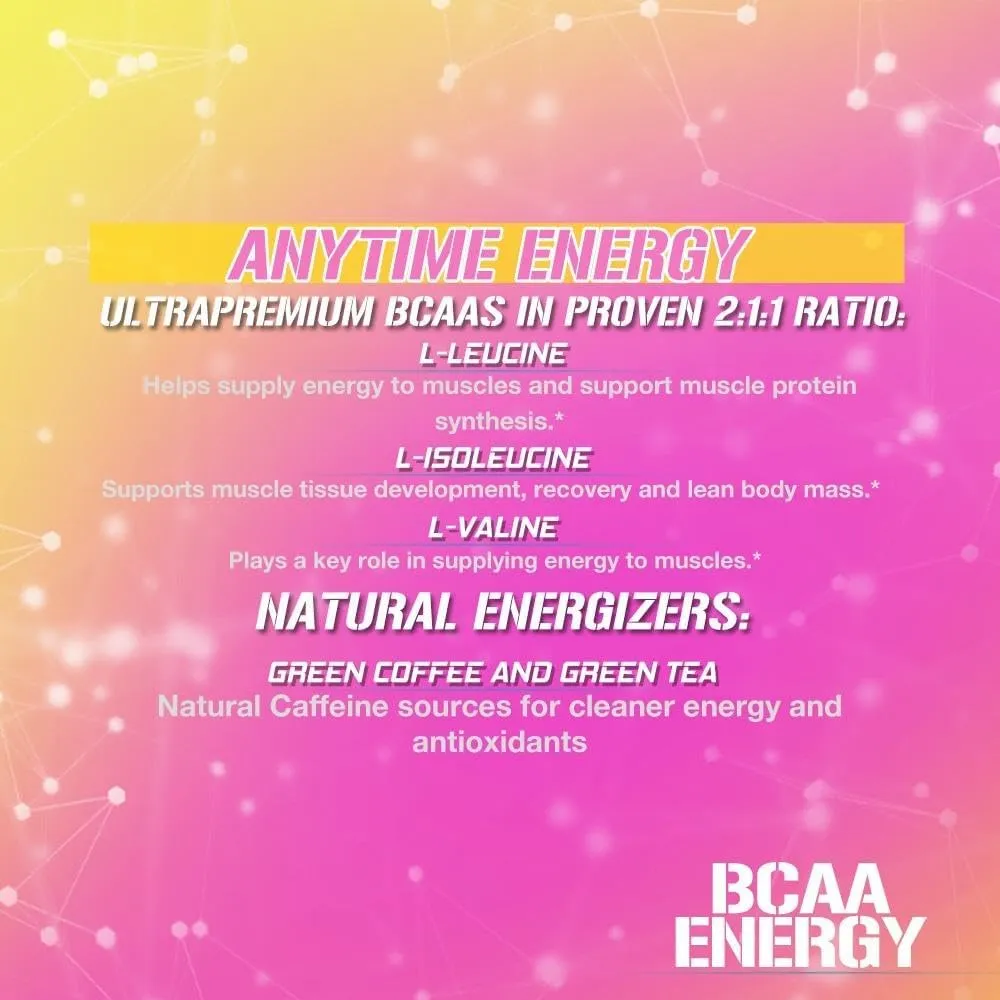 ANYTIME ENERGY
ULTRAPREMIUM BCAAS IN PROVEN 2:1:1 RATIO:
L-LEUCINE
Helps supply energy to muscles and support muscle protein
synthesis.*
L-ISOLEUCINE
Supports muscle tissue development, recovery and lean body mass.*
L-VALINE
Plays a key role in supplying energy to muscles.*
NATURAL ENERGIZERS:
GREEN COFFEE AND GREEN TEA
Natural Caffeine sources for cleaner energy and
antioxidants
BCAA
ENERGY